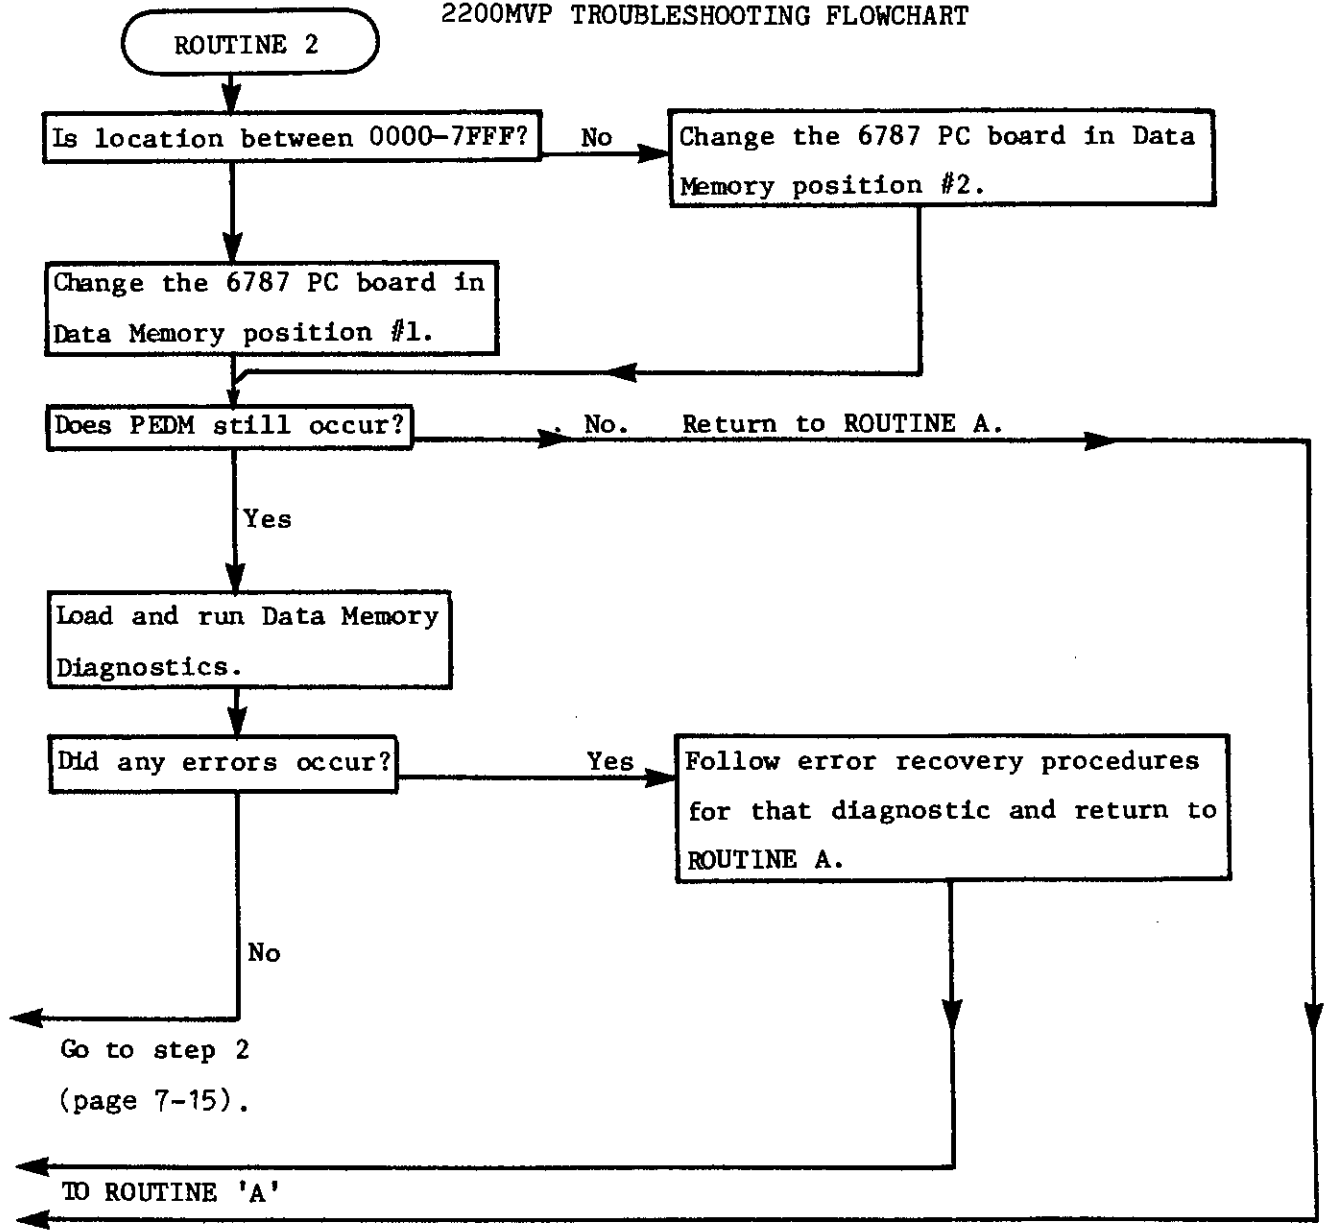 2200MVP TROUBLESHOOTING FLOWCHART
ROUTINE 2
Is location between 0000-7FFF?
No
Change the 6787 PC board in Data
Memory position #2.
Change the 6787 PC board in
Data Memory position #1.
Does PEDM still occur?
No. Return to ROUTINE A.
Yes
Load and run Data Memory
Diagnostics.
Did any errors occur?
Yes
Follow error recovery procedures
for that diagnostic and return to
ROUTINE A.
No
Go to step 2
(page 7-15).
TO ROUTINE 'A'